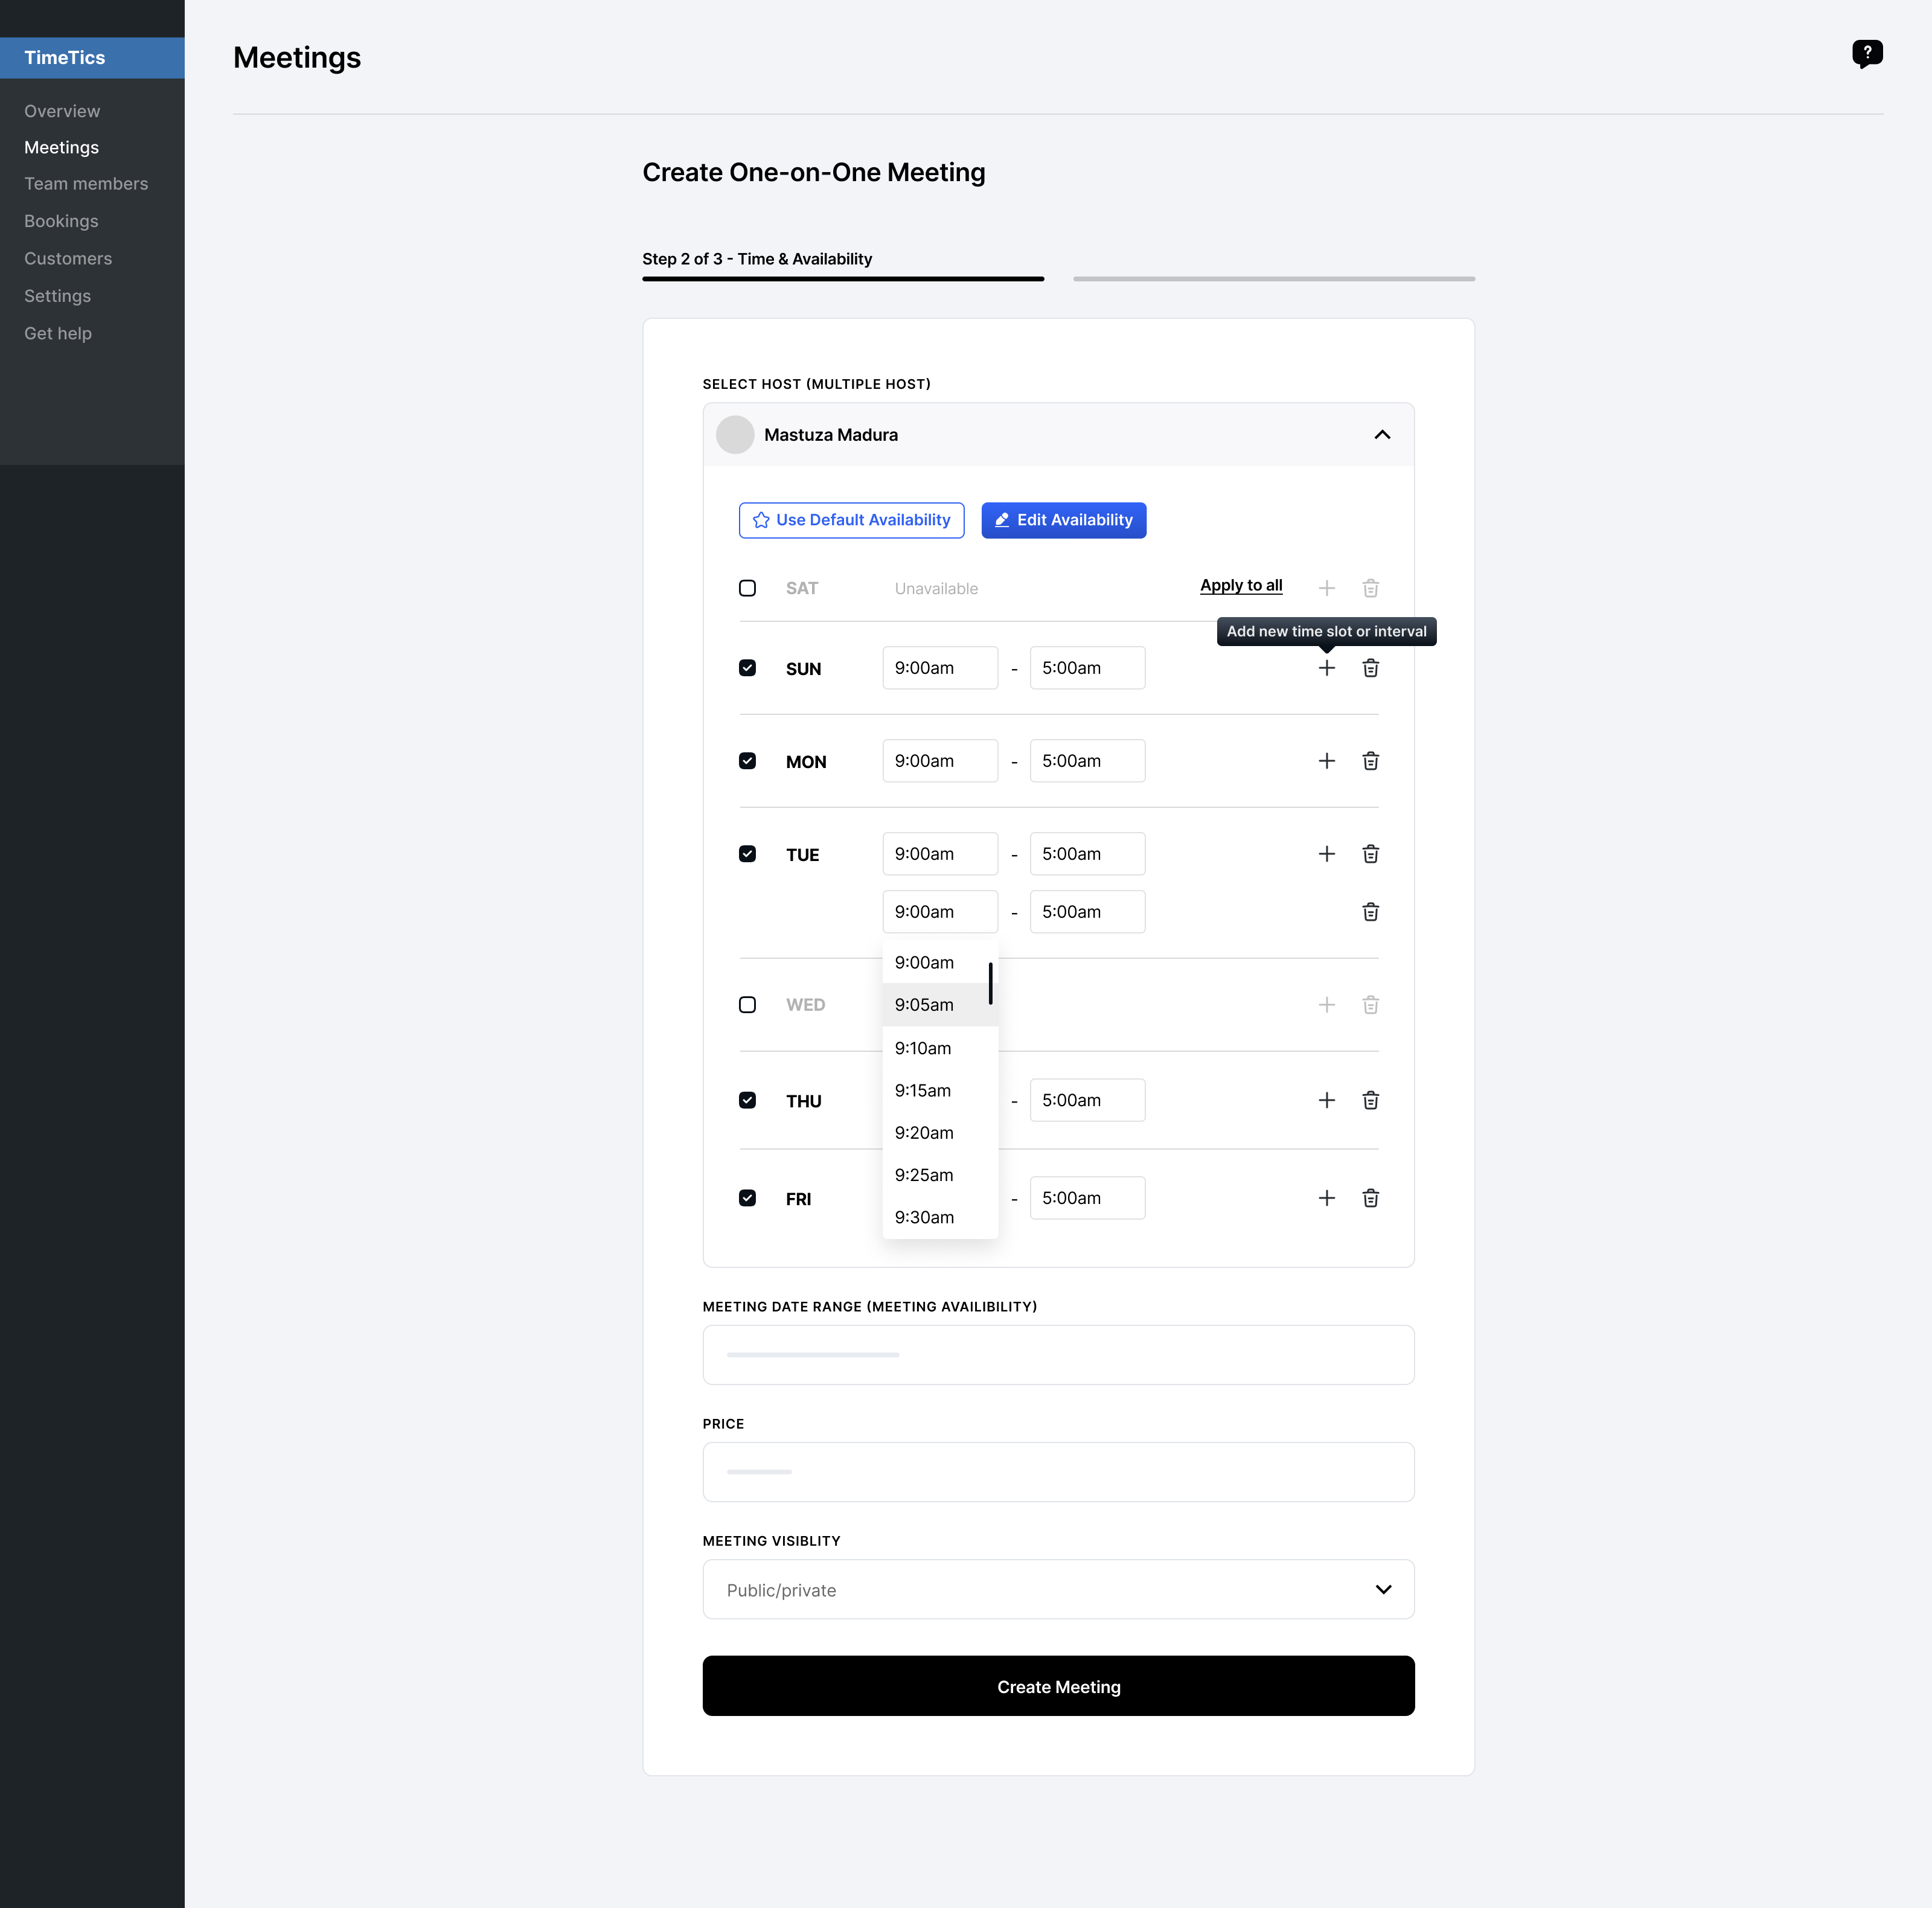 TimeTics
Overview
Meetings
Team members
Bookings
Customers
Settings
Get help
Meetings
?
Create One-on-One Meeting
Step 2 of 3 - Time & Availability
SELECT HOST (MULTIPLE HOST)
Mastuza Madura
Use Default Availability
Edit Availability
SAT Unavailable Apply to all
Add new time slot or interval
SUN 9:00am - 5:00am
MON 9:00am - 5:00am
TUE 9:00am - 5:00am
9:00am - 5:00am
9:00am
WED 9:05am
9:10am
9:15am
THU - 5:00am
9:20am
9:25am
FRI - 5:00am
9:30am
MEETING DATE RANGE (MEETING AVAILIBILITY)
PRICE
MEETING VISIBLITY
Public/private
Create Meeting